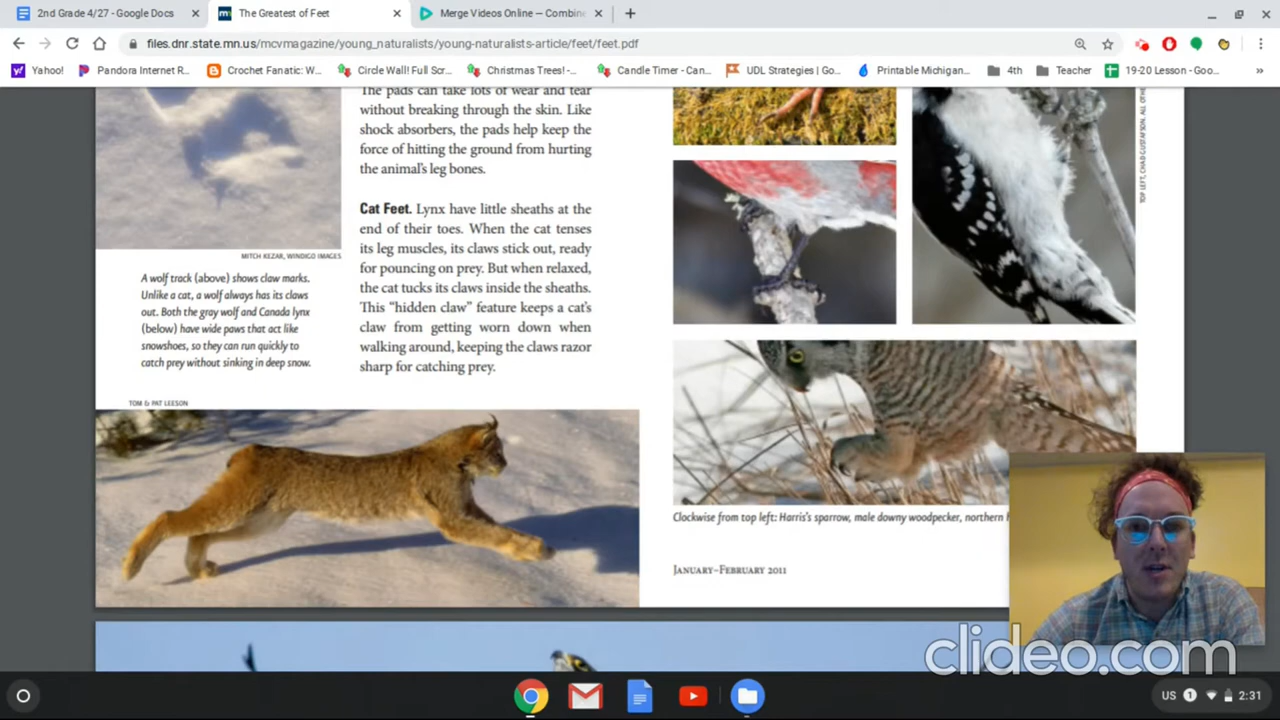 2nd Grade 4/27 - Google Docs
The Greatest of Feet
Merge Videos Online — Combine
files.dnr.state.mn.us/mcvmagazine/young_naturalists/young-naturalists-article/feet/feet.pdf
Yahoo!
Pandora Internet R...
Crochet Fanatic: W...
Circle Wall! Full Scr...
Christmas Trees! -...
Candle Timer - Can...
UDL Strategies | Go...
Printable Michigan...
4th
Teacher
19-20 Lesson - Goo...
»
The pads can take lots of wear and tear
without breaking through the skin. Like
shock absorbers, the pads help keep the
force of hitting the ground from hurting
the animal's leg bones.
Cat Feet. Lynx have little sheaths at the
end of their toes. When the cat tenses
its leg muscles, its claws stick out, ready
for pouncing on prey. But when relaxed,
the cat tucks its claws inside the sheaths.
This "hidden claw" feature keeps a cat's
claw from getting worn down when
walking around, keeping the claws razor
sharp for catching prey.
MITCH KEZAR, WINDIGO IMAGES
A wolf track (above) shows claw marks.
Unlike a cat, a wolf always has its claws
out. Both the gray wolf and Canada lynx
(below) have wide paws that act like
snowshoes, so they can run quickly to
catch prey without sinking in deep snow.
TOM & PAT LEESON
TOP LEFT, CHAD GUSTAFSON. ALL
Clockwise from top left: Harris's sparrow, male downy woodpecker, northern
JANUARY–FEBRUARY 2011
clideo.com
US
1
2:31